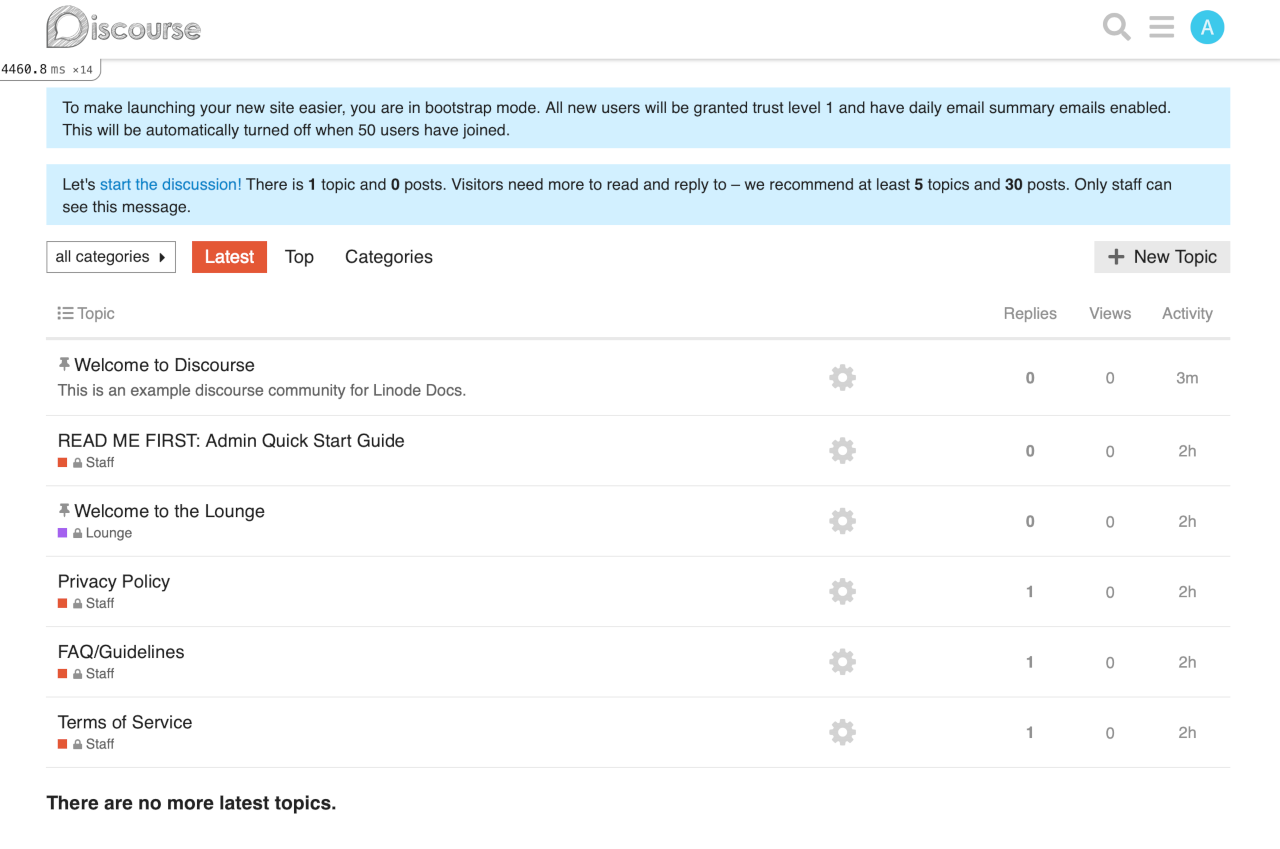 Discourse
A
4460.8 ms ×14
To make launching your new site easier, you are in bootstrap mode. All new users will be granted trust level 1 and have daily email summary emails enabled.
This will be automatically turned off when 50 users have joined.
Let's start the discussion! There is 1 topic and 0 posts. Visitors need more to read and reply to – we recommend at least 5 topics and 30 posts. Only staff can
see this message.
all categories Latest Top Categories + New Topic
Topic Replies Views Activity
Welcome to Discourse
This is an example discourse community for Linode Docs.
0 0 3m
READ ME FIRST: Admin Quick Start Guide
Staff
0 0 2h
Welcome to the Lounge
Lounge
0 0 2h
Privacy Policy
Staff
1 0 2h
FAQ/Guidelines
Staff
1 0 2h
Terms of Service
Staff
1 0 2h
There are no more latest topics.